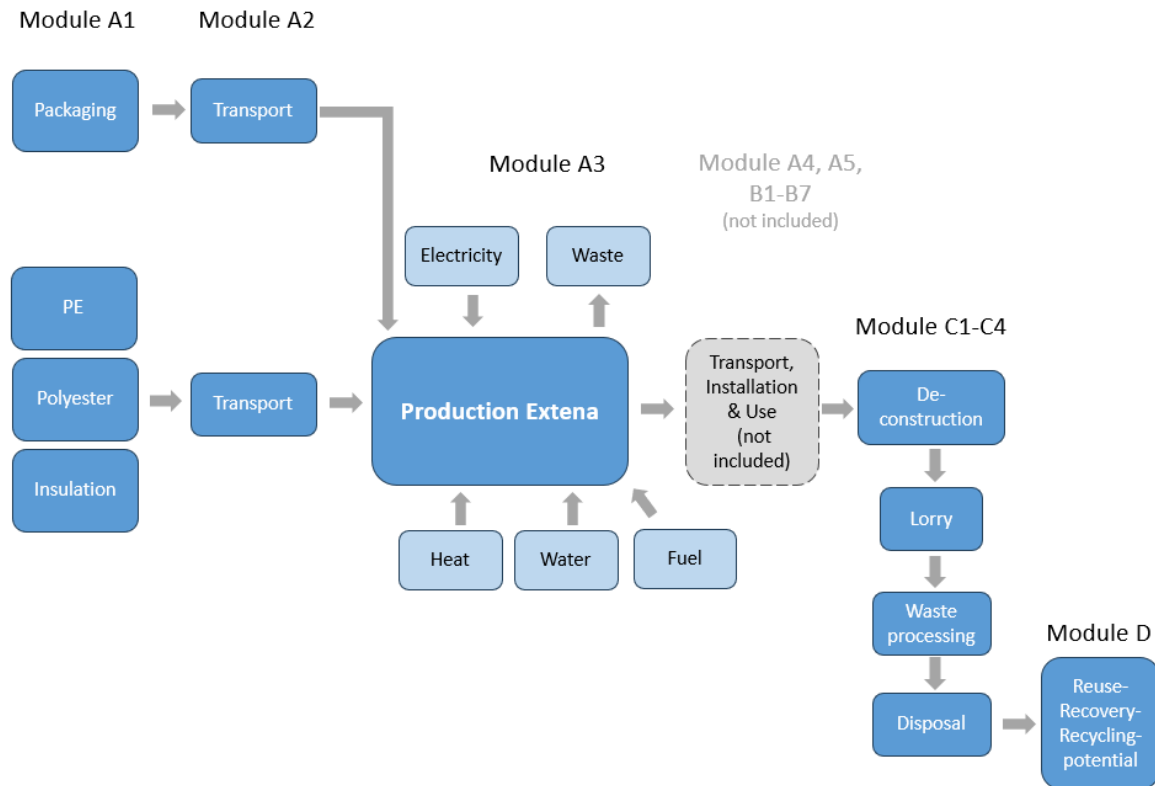 Module A1
Module A2
Packaging
Transport
Module A3
Module A4, A5,
B1-B7
(not included)
Electricity
Waste
PE
Polyester
Insulation
Transport
Production Extena
Transport,
Installation
& Use
(not
included)
Heat
Water
Fuel
Module C1-C4
De-
construction
Lorry
Waste
processing
Disposal
Module D
Reuse-
Recovery-
Recycling-
potential